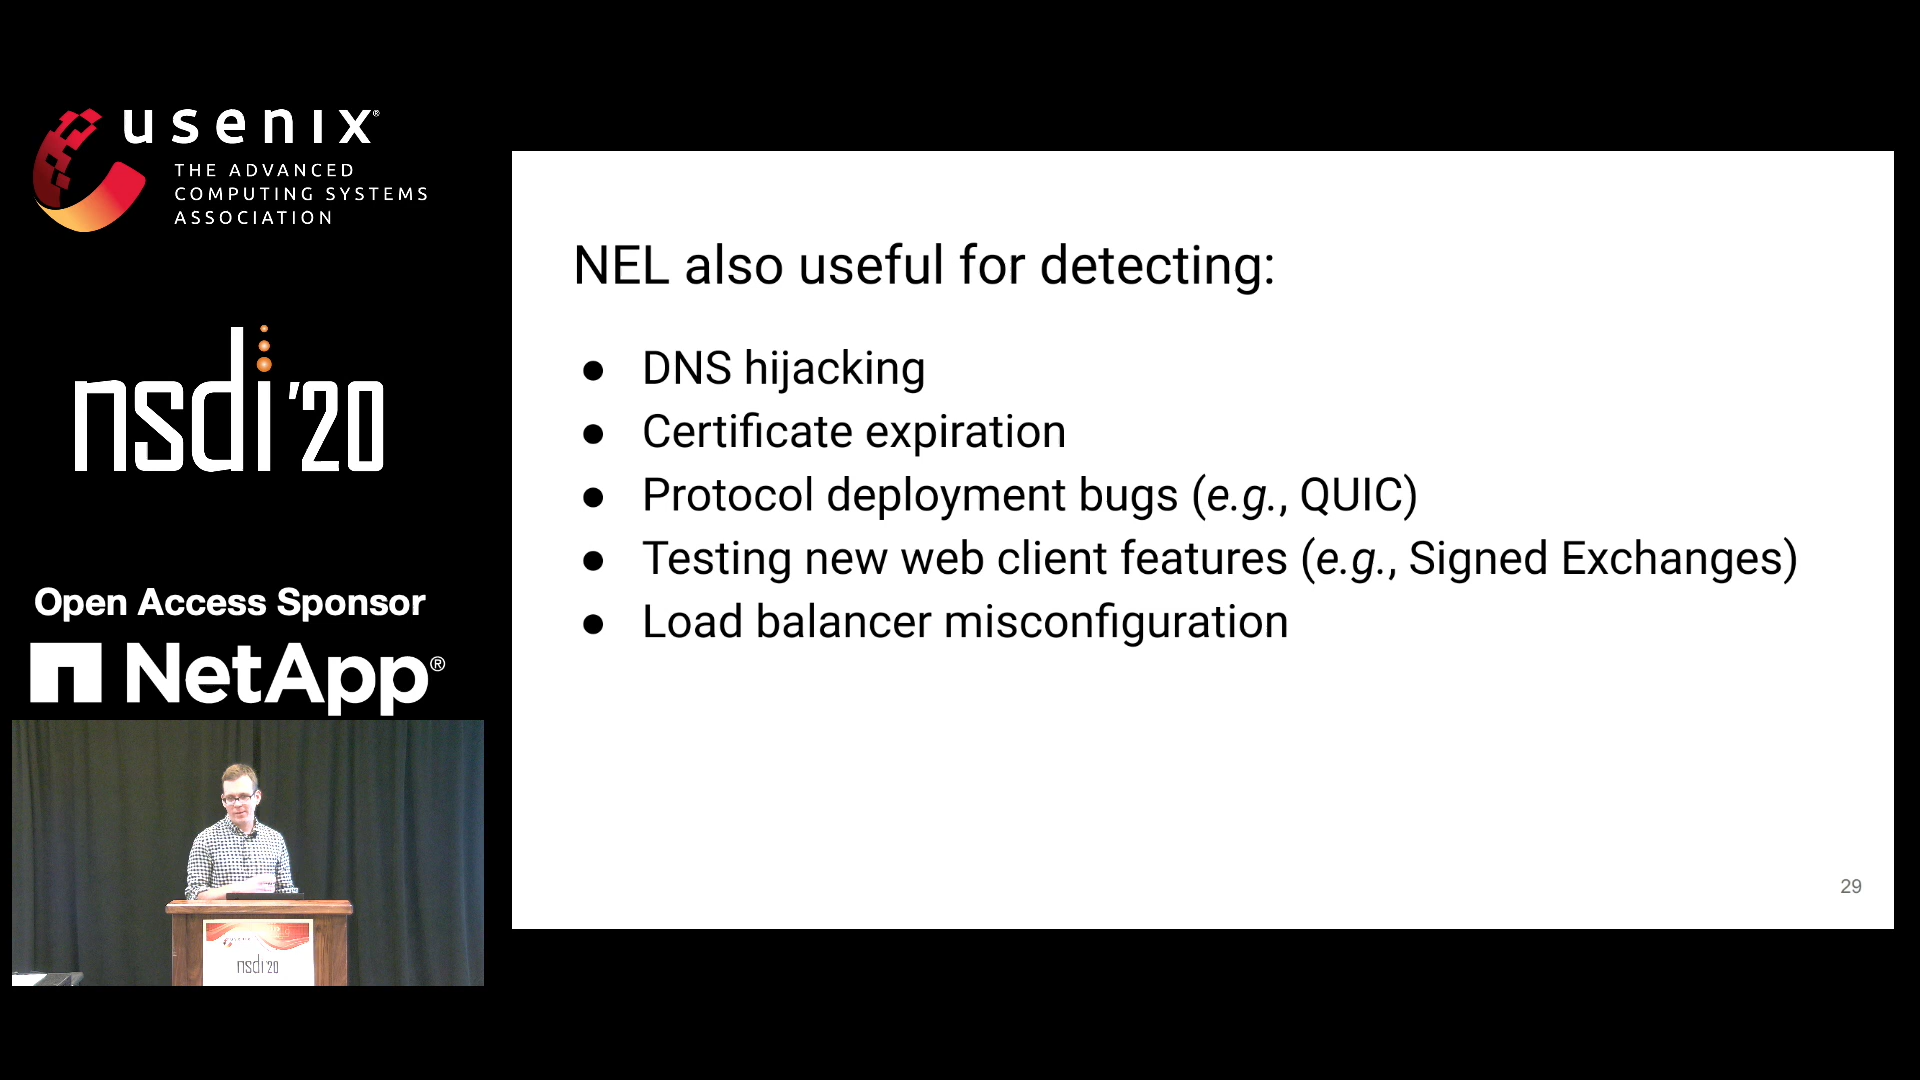 usenix®
THE ADVANCED
COMPUTING SYSTEMS
ASSOCIATION
nsdi '20
Open Access Sponsor
NetApp®
usenix
nsdi '20
NEL also useful for detecting:
● DNS hijacking
● Certificate expiration
● Protocol deployment bugs (e.g., QUIC)
● Testing new web client features (e.g., Signed Exchanges)
● Load balancer misconfiguration
29